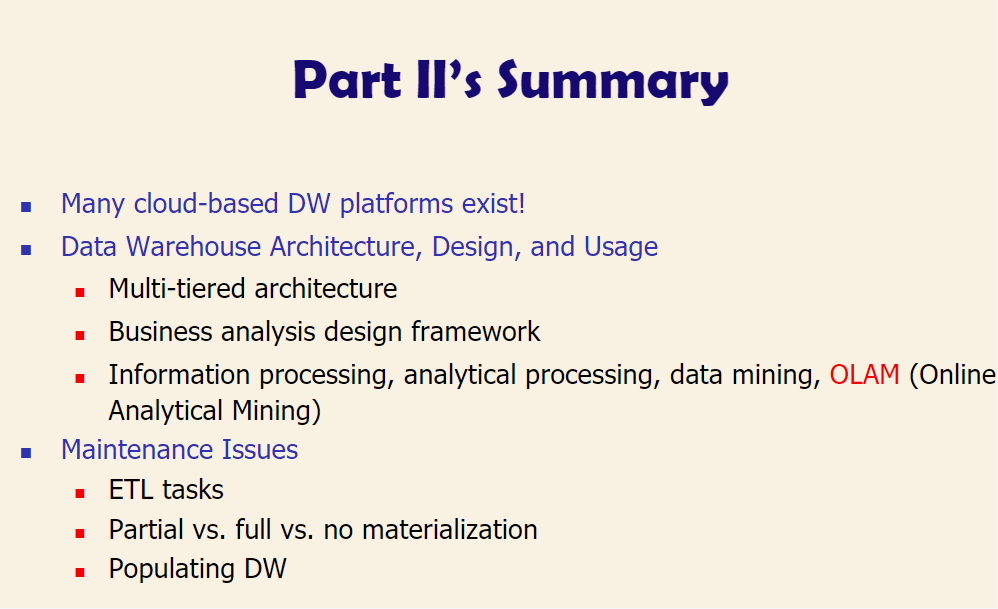 Part II's Summary
Many cloud-based DW platforms exist!
Data Warehouse Architecture, Design, and Usage
Multi-tiered architecture
Business analysis design framework
Information processing, analytical processing, data mining, OLAM (Online
Analytical Mining)
Maintenance Issues
ETL tasks
Partial vs. full vs. no materialization
Populating DW